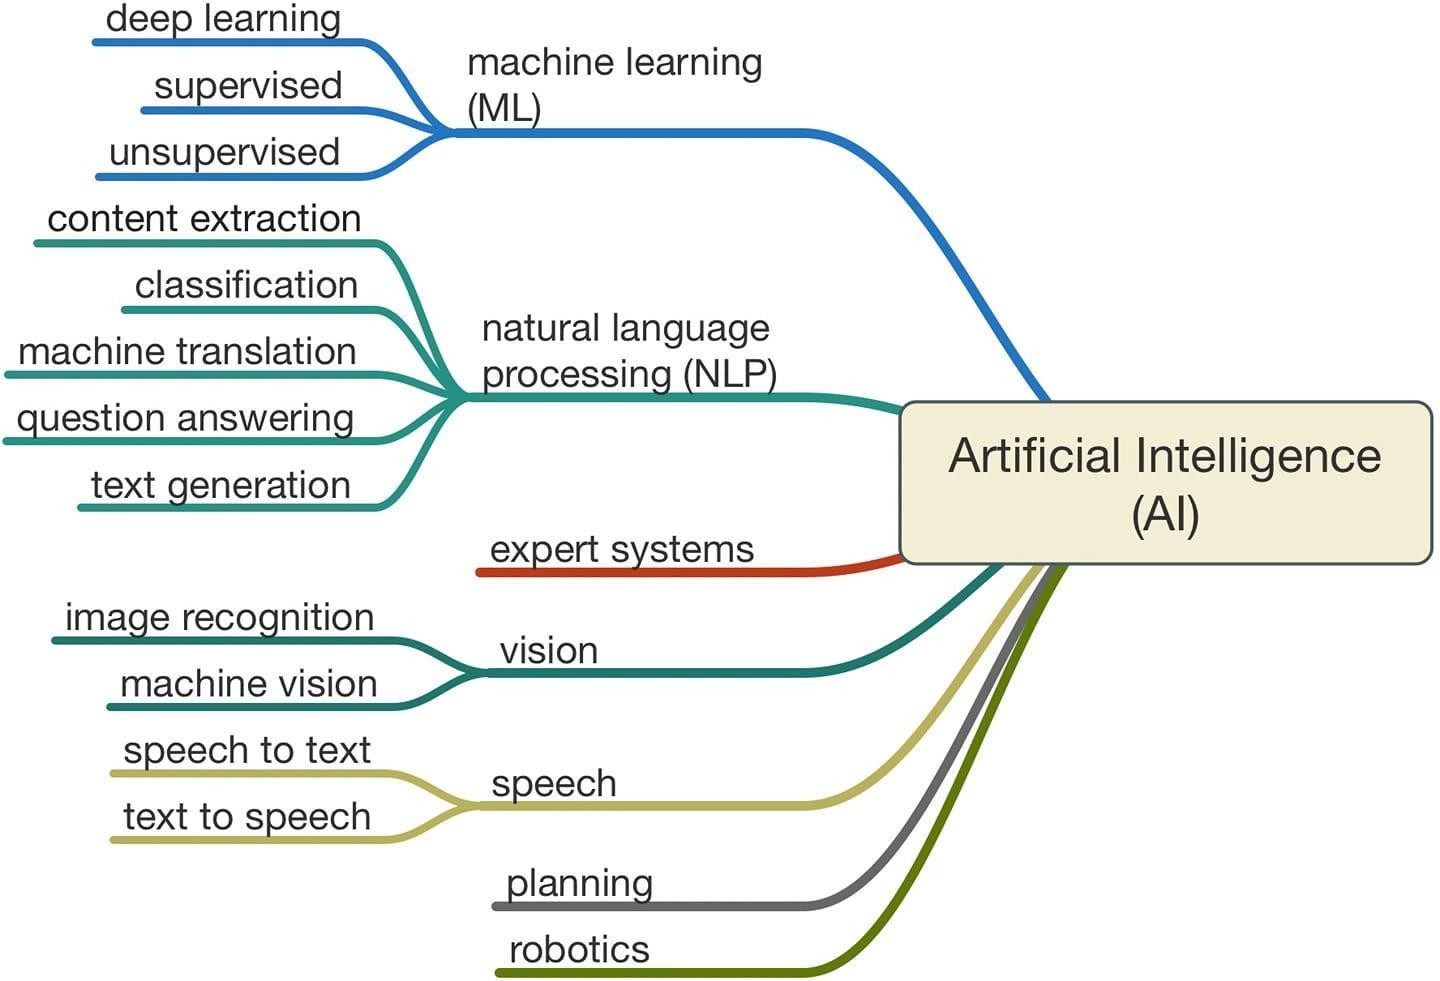 deep learning
supervised
unsupervised
machine learning
(ML)
content extraction
classification
machine translation
question answering
text generation
natural language
processing (NLP)
expert systems
image recognition
machine vision
vision
speech to text
text to speech
speech
planning
robotics
Artificial Intelligence
(AI)